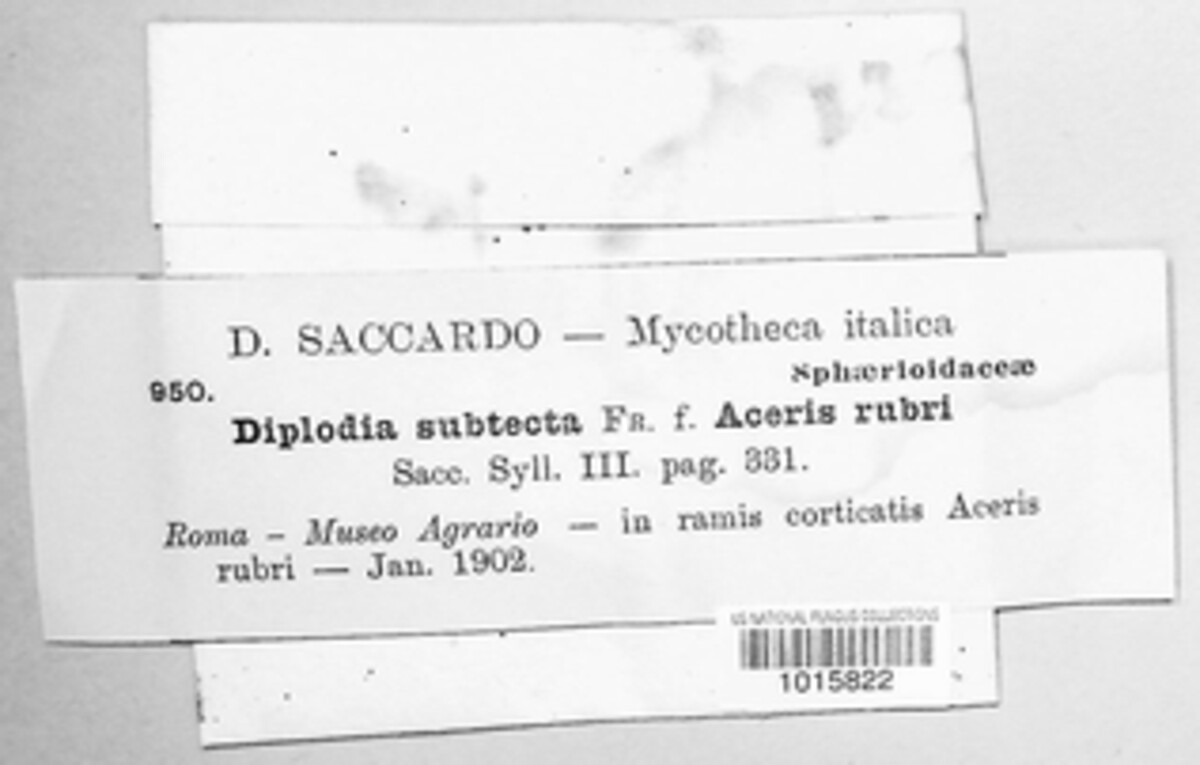 D. SACCARDO — Mycotheca italica
Sphærioidaceæ
950.
Diplodia subtecta FR. f. Aceris rubri
Sacc. Syll. III. pag. 331.
Roma - Museo Agrario — in ramis corticatis Aceris
rubri — Jan. 1902.
US NATIONAL FUNGUS COLLECTIONS
1015822